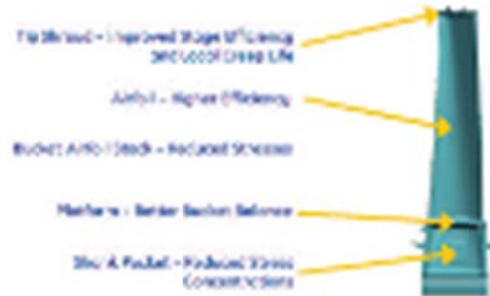 Tip Shroud - Improved Stage Efficiency
and Local Creep Life
Airfoil - Higher Efficiency
Bucket Airfoil Stack - Reduced Stresses
Platform - Better Bucket Balance
Shank Pocket - Reduced Stress
Concentrations